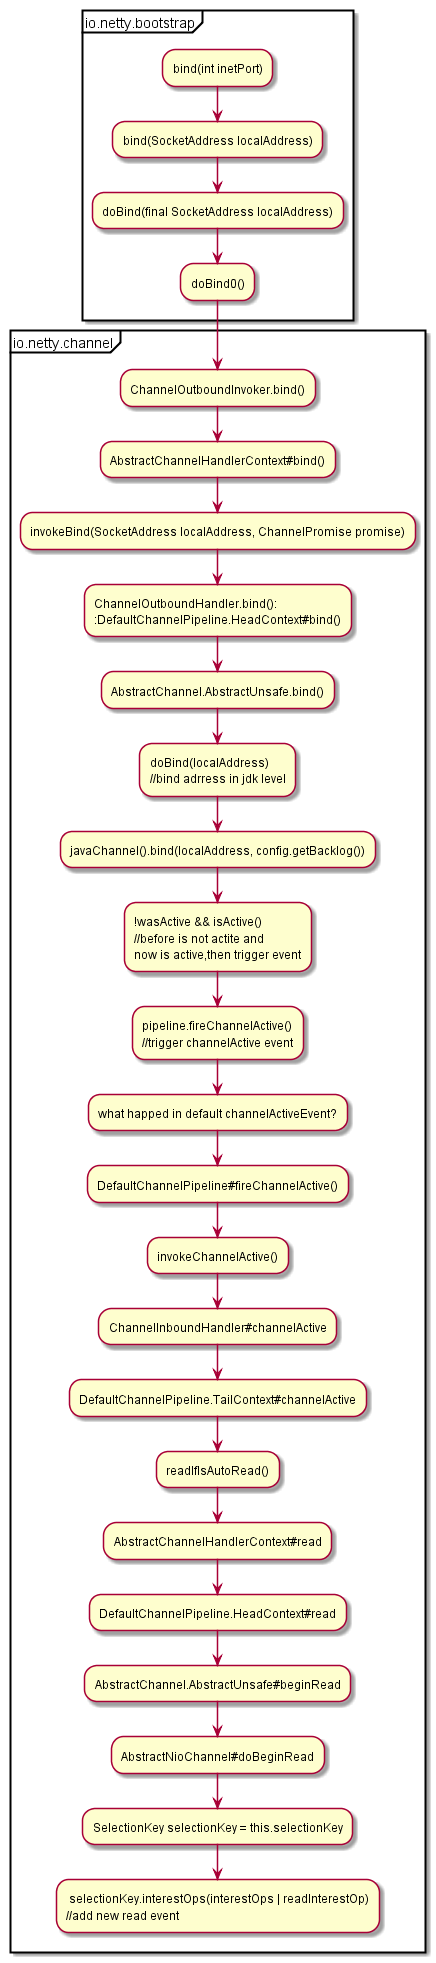 io.netty.bootstrap
bind(int inetPort)
bind(SocketAddress localAddress)
doBind(final SocketAddress localAddress)
doBind0()
io.netty.channel
ChannelOutboundInvoker.bind()
AbstractChannelHandlerContext#bind()
invokeBind(SocketAddress localAddress, ChannelPromise promise)
ChannelOutboundHandler.bind():
:DefaultChannelPipeline.HeadContext#bind()
AbstractChannel.AbstractUnsafe.bind()
doBind(localAddress)
//bind adrress in jdk level
javaChannel().bind(localAddress, config.getBacklog())
!wasActive && isActive()
//before is not actite and
now is active,then trigger event
pipeline.fireChannelActive()
//trigger channelActive event
what happed in default channelActiveEvent?
DefaultChannelPipeline#fireChannelActive()
invokeChannelActive()
ChannelInboundHandler#channelActive
DefaultChannelPipeline.TailContext#channelActive
readIfIsAutoRead()
AbstractChannelHandlerContext#read
DefaultChannelPipeline.HeadContext#read
AbstractChannel.AbstractUnsafe#beginRead
AbstractNioChannel#doBeginRead
SelectionKey selectionKey = this.selectionKey
selectionKey.interestOps(interestOps | readInterestOp)
//add new read event